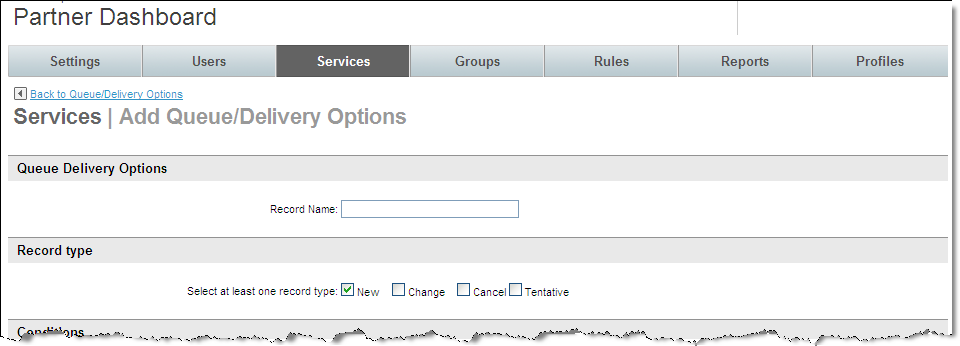 Partner Dashboard
Settings Users Services Groups Rules Reports Profiles
Back to Queue/Delivery Options
Services | Add Queue/Delivery Options
Queue Delivery Options
Record Name:
Record type
Select at least one record type: New Change Cancel Tentative
Conditions